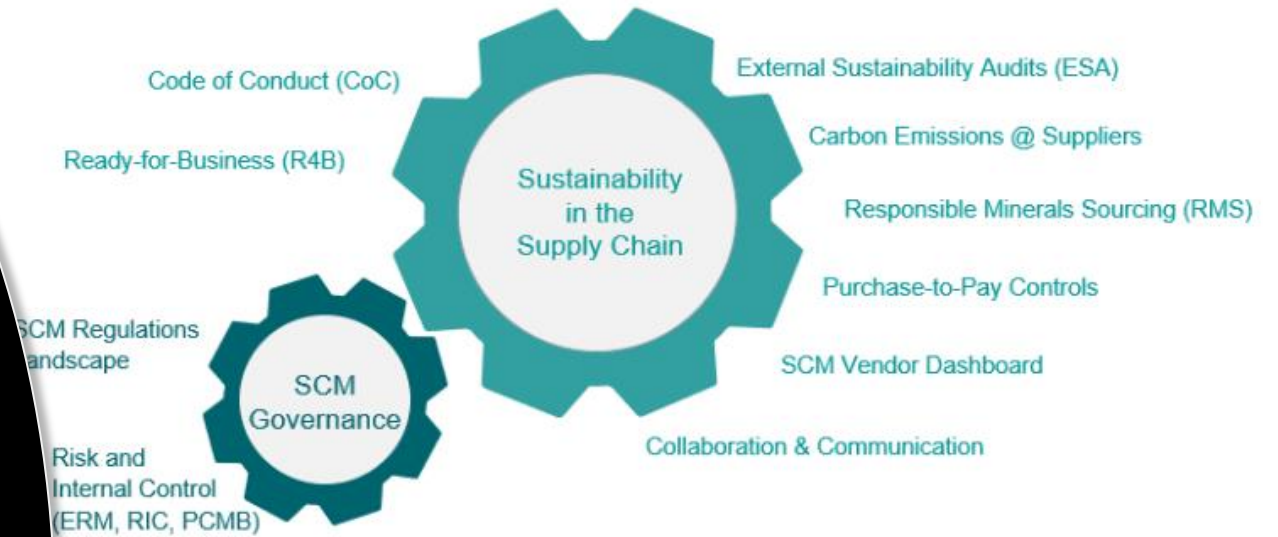 Code of Conduct (CoC)
Ready-for-Business (R4B)
External Sustainability Audits (ESA)
Carbon Emissions @ Suppliers
Responsible Minerals Sourcing (RMS)
Purchase-to-Pay Controls
SCM Vendor Dashboard
Collaboration & Communication
Sustainability
in the
Supply Chain
SCM Regulations
andscape
SCM
Governance
Risk and
Internal Control
(ERM, RIC, PCMB)